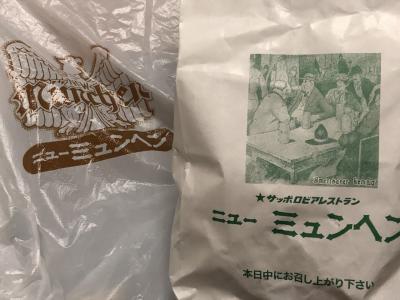 München
ニューミュンヘン
★サッポロビアレストラン
ニュー ミュンヘン
本日中にお召し上がり下さい